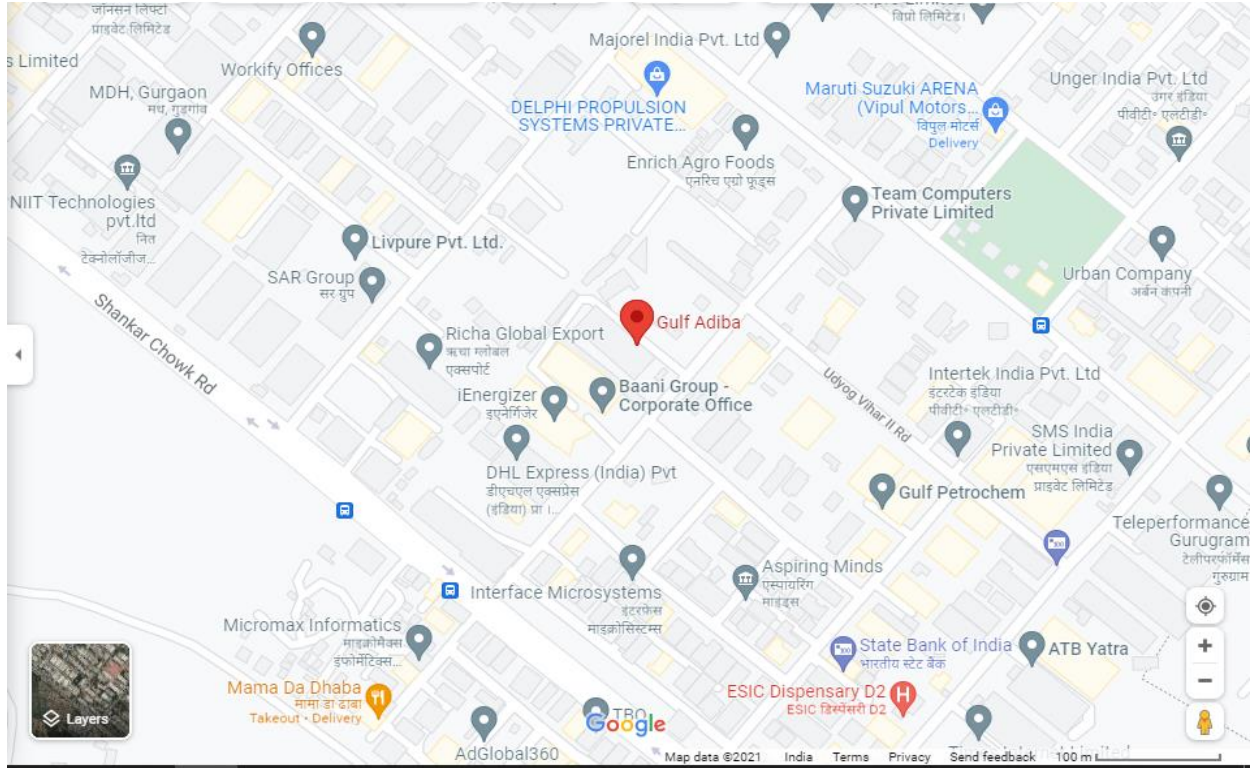 जॉनसन लिफ्टो
प्राइवेट लिमिटेड
विप्रो लिमिटेड।
s Limited
Workify Offices
Majorel India Pvt. Ltd
MDH, Gurgaon
मध, गुड़गांव
DELPHI PROPULSION
SYSTEMS PRIVATE...
Maruti Suzuki ARENA
(Vipul Motors...
विपुल मोटर्स
Delivery
Unger India Pvt. Ltd
उगर इंडिया
पीवीटी॰ एलटीडी॰
Enrich Agro Foods
एनरिच एग्रो फूड्स
NIIT Technologies
pvt.ltd
नित
टेक्नोलॉजीज...
Team Computers
Private Limited
Livpure Pvt. Ltd.
SAR Group
सर ग्रुप
Urban Company
अर्बन कंपनी
Shankar Chowk Rd
Gulf Adiba
Richa Global Export
ऋचा ग्लोबल
एक्सपोर्ट
iEnergizer
इएनेर्गिजेर
Baani Group -
Corporate Office
Udyog Vihar II Rd
Intertek India Pvt. Ltd
इंटरटेक इंडिया
पीवीटी॰ एलटीडी॰
SMS India
Private Limited
एसएमएस इंडिया
प्राइवेट लिमिटेड
DHL Express (India) Pvt
डीएचएल एक्सप्रेस
(इंडिया) प्रा ।...
Gulf Petrochem
Teleperformance
Gurugram
टेलीपरफॉर्मेंस
गुरुग्राम
Interface Microsystems
इंटरफेस
माइक्रोसिस्टम्स
Aspiring Minds
एस्पायरिंग
माइंड्स
Micromax Informatics
माइक्रोमैक्स
इंफोर्मेटिक्स...
State Bank of India
भारतीय स्टेट बैंक
ATB Yatra
Mama Da Dhaba
मामा डा ढाबा
Takeout · Delivery
ESIC Dispensary D2
ESIC डिस्पेंसरी D2
Layers
TBO
Google
AdGlobal360
Map data ©2021 India Terms Privacy Send feedback 100 m